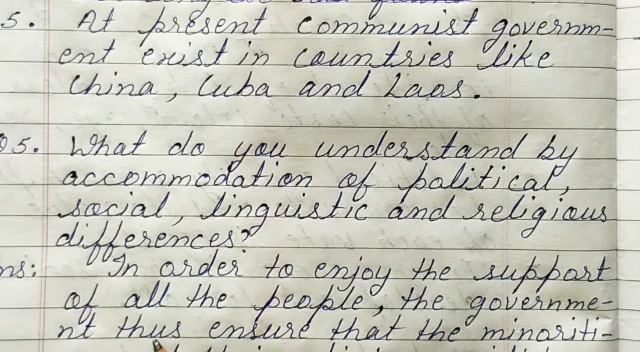 5. At present communist governm-
ent exist in countries like
China, Cuba and Laos.
Q5. What do you understand by
accommodation of political,
social, linguistic and religious
differences?
ns: In order to enjoy the support
of all the people, the governme-
nt thus ensure that the minoriti-